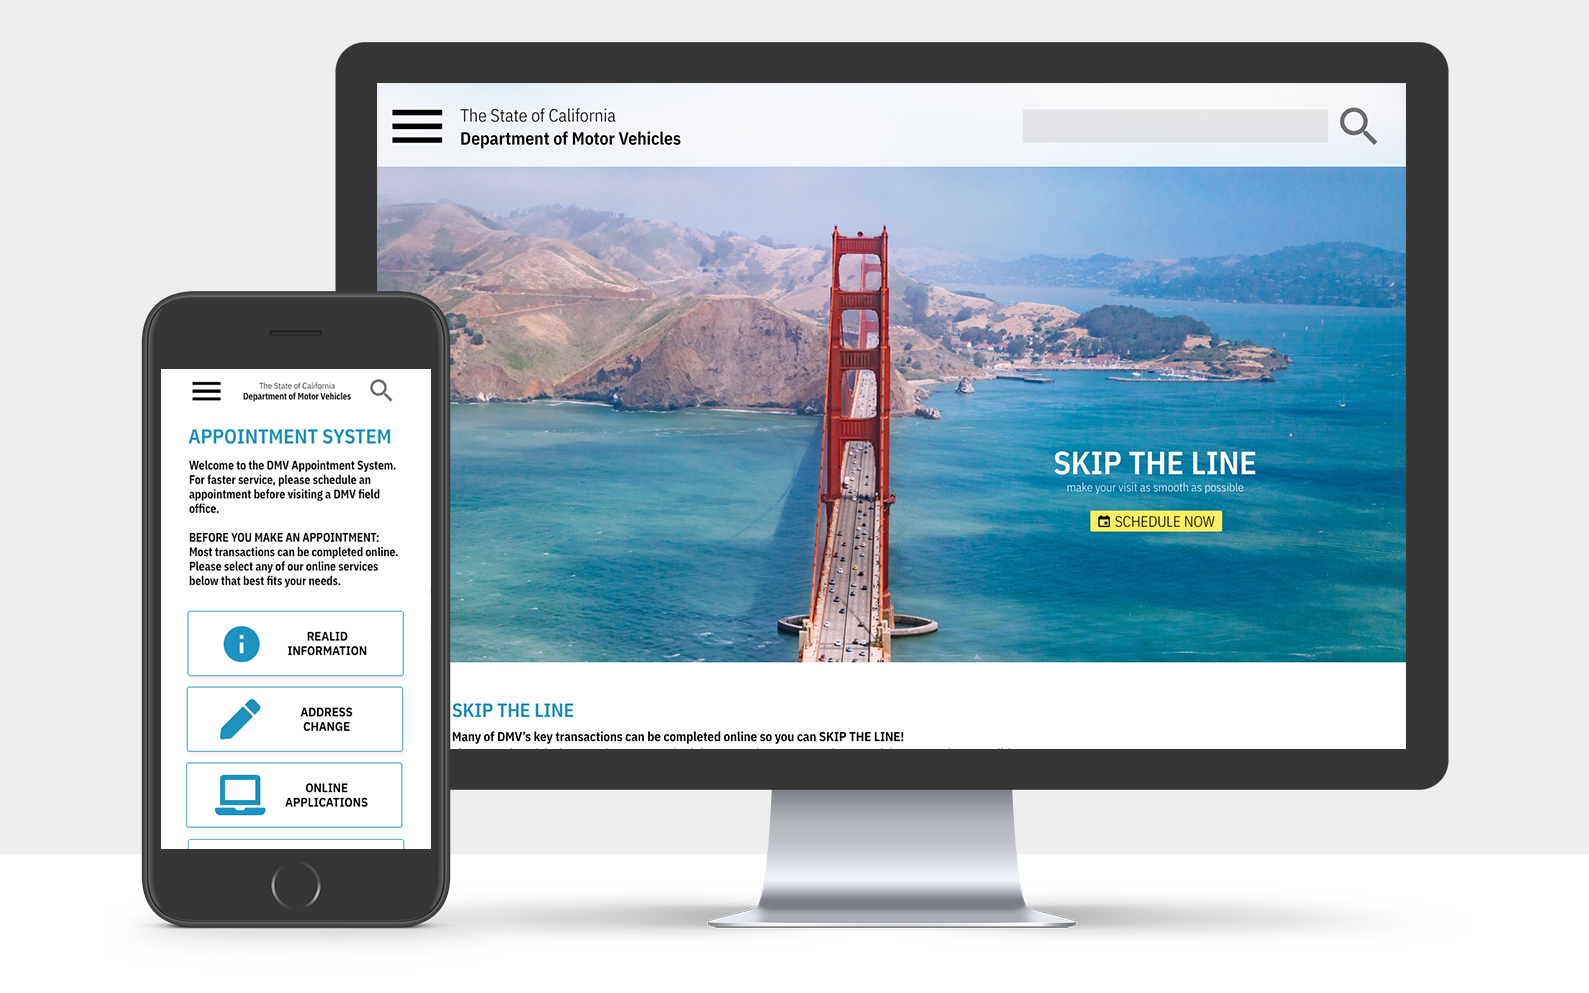 The State of California
Department of Motor Vehicles
SKIP THE LINE
make your visit as smooth as possible
SCHEDULE NOW
SKIP THE LINE
Many of DMV's key transactions can be completed online so you can SKIP THE LINE!
The State of California
Department of Motor Vehicles
APPOINTMENT SYSTEM
Welcome to the DMV Appointment System.
For faster service, please schedule an
appointment before visiting a DMV field
office.
BEFORE YOU MAKE AN APPOINTMENT:
Most transactions can be completed online.
Please select any of our online services
below that best fits your needs.
REALID
INFORMATION
ADDRESS
CHANGE
ONLINE
APPLICATIONS